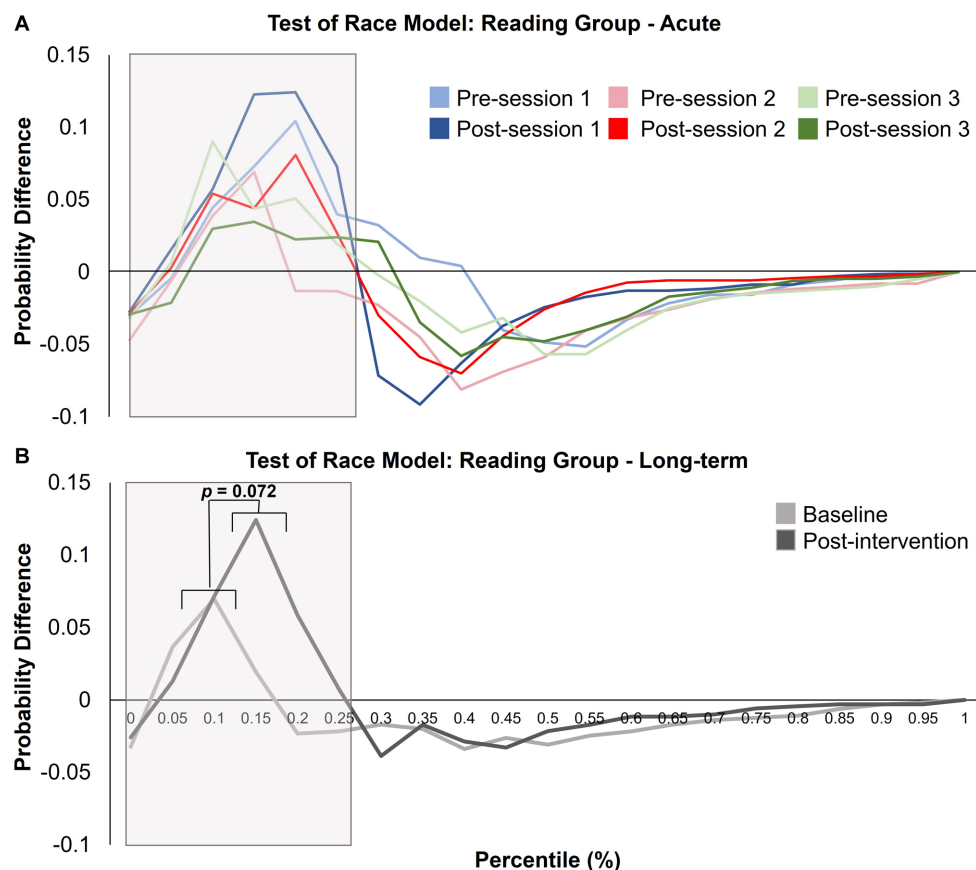 A
Test of Race Model: Reading Group - Acute
0.15
0.1
0.05
0
-0.05
-0.1
Probability Difference
Pre-session 1 Pre-session 2 Pre-session 3
Post-session 1 Post-session 2 Post-session 3
B
Test of Race Model: Reading Group - Long-term
0.15
0.1
0.05
0
-0.05
-0.1
Probability Difference
p = 0.072
Baseline
Post-intervention
0 0.05 0.1 0.15 0.2 0.25 0.3 0.35 0.4 0.45 0.5 0.55 0.6 0.65 0.7 0.75 0.8 0.85 0.9 0.95 1
Percentile (%)